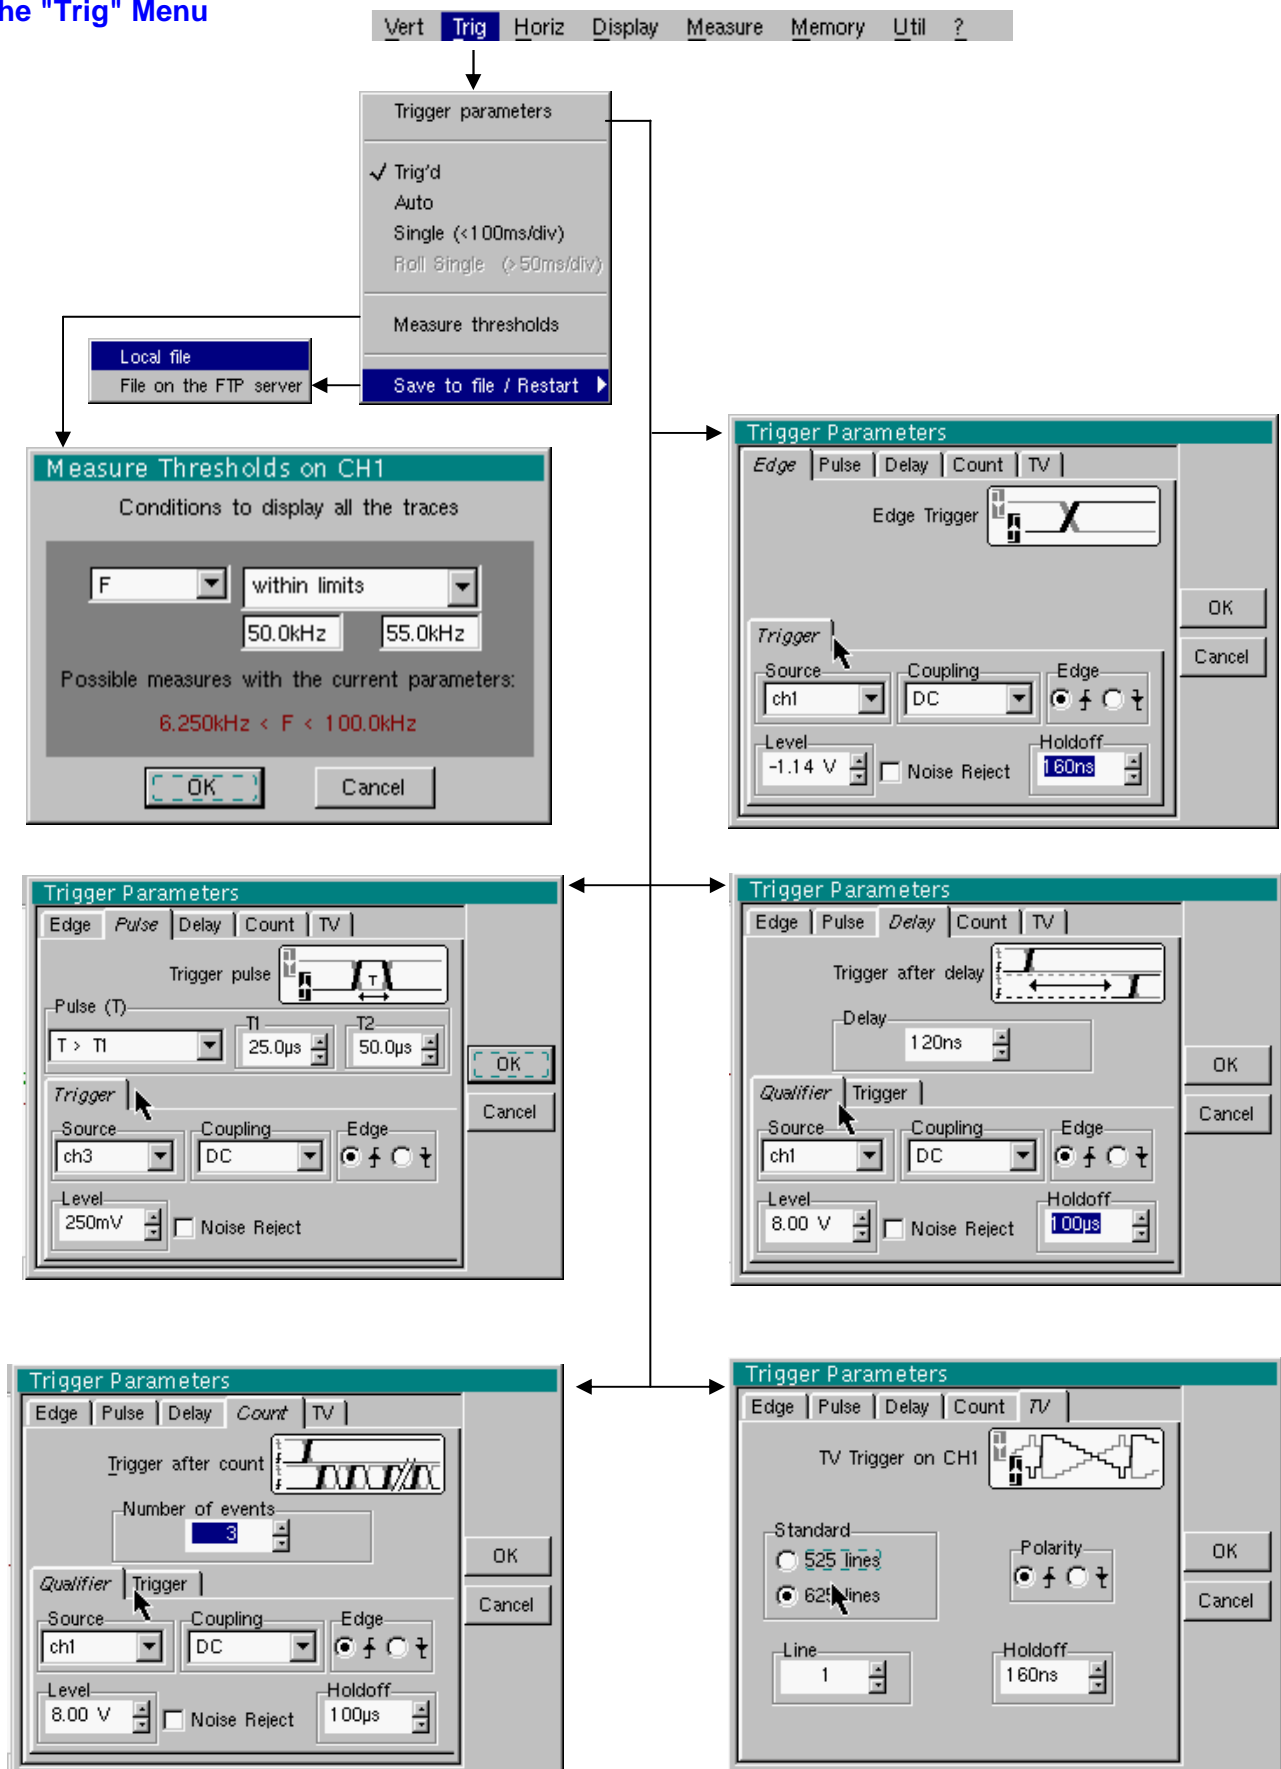 he "Trig" Menu
Vert Trig Horiz Display Measure Memory Util ?
Trigger parameters
Trig'd
Auto
Single (<100ms/div)
Roll Single (>50ms/div)
Measure thresholds
Save to file / Restart
Local file
File on the FTP server
Measure Thresholds on CH1
Conditions to display all the traces
F within limits
50.0kHz 55.0kHz
Possible measures with the current parameters:
6.250kHz < F < 100.0kHz
OK Cancel
Trigger Parameters
Edge Pulse Delay Count TV
Edge Trigger
OK
Cancel
Trigger
Source Coupling Edge
ch1 DC
Level Holdoff
-1.14 V Noise Reject 160ns
Trigger Parameters
Edge Pulse Delay Count TV
Trigger pulse T
Pulse (T)
T1 T2
T > T1 25.0µs 50.0µs
OK
Cancel
Trigger
Source Coupling Edge
ch3 DC
Level
250mV Noise Reject
Trigger Parameters
Edge Pulse Delay Count TV
Trigger after delay
Delay
120ns
OK
Cancel
Qualifier Trigger
Source Coupling Edge
ch1 DC
Level Holdoff
8.00 V Noise Reject 100µs
Trigger Parameters
Edge Pulse Delay Count TV
Trigger after count
Number of events
3
OK
Cancel
Qualifier Trigger
Source Coupling Edge
ch1 DC
Level Holdoff
8.00 V Noise Reject 100µs
Trigger Parameters
Edge Pulse Delay Count TV
TV Trigger on CH1
Standard
525 lines
625 lines
Polarity
OK
Cancel
Line Holdoff
1 160ns